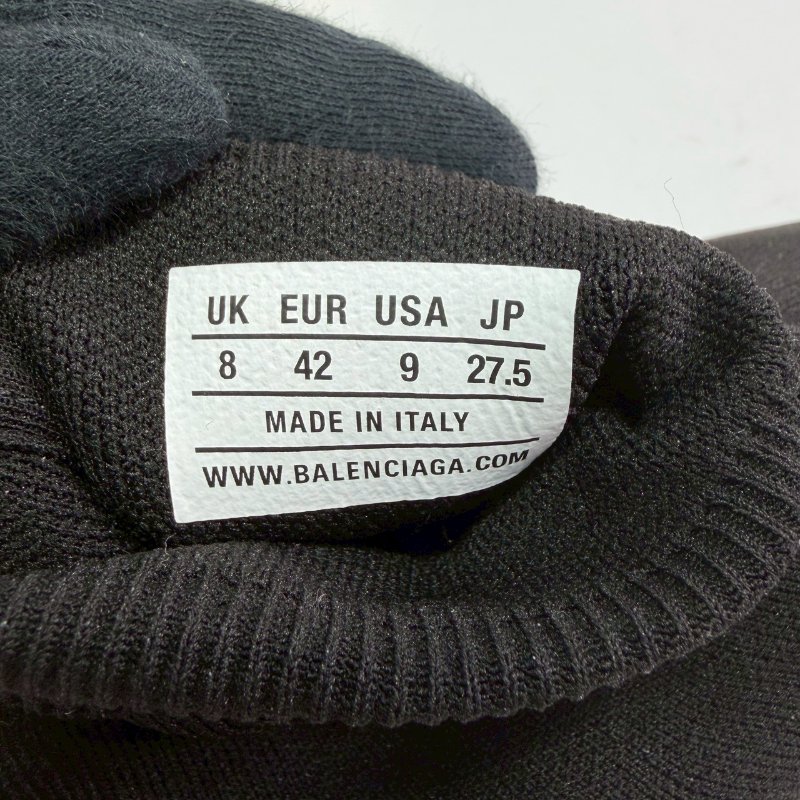 UK EUR USA JP
8 42 9 27.5
MADE IN ITALY
WWW.BALENCIAGA.COM